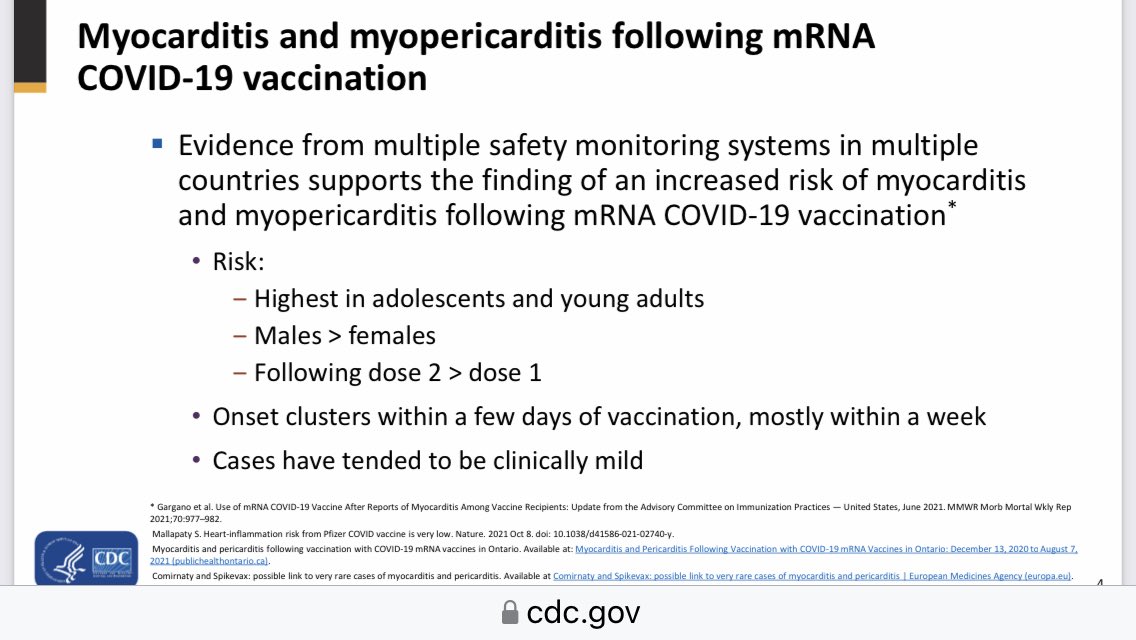 Myocarditis and myopericarditis following mRNA
COVID-19 vaccination
▪ Evidence from multiple safety monitoring systems in multiple
countries supports the finding of an increased risk of myocarditis
and myopericarditis following mRNA COVID-19 vaccination*
• Risk:
– Highest in adolescents and young adults
– Males > females
– Following dose 2 > dose 1
• Onset clusters within a few days of vaccination, mostly within a week
• Cases have tended to be clinically mild
* Gargano et al. Use of mRNA COVID-19 Vaccine After Reports of Myocarditis Among Vaccine Recipients: Update from the Advisory Committee on Immunization Practices — United States, June 2021. MMWR Morb Mortal Wkly Rep
2021;70:977–982.
Mallapaty S. Heart-inflammation risk from Pfizer COVID vaccine is very low. Nature. 2021 Oct 8. doi: 10.1038/d41586-021-02740-y.
Myocarditis and pericarditis following vaccination with COVID-19 mRNA vaccines in Ontario. Available at: Myocarditis and Pericarditis Following Vaccination with COVID-19 mRNA Vaccines in Ontario: December 13, 2020 to August 7,
2021 (publichealthontario.ca).
Comirnaty and Spikevax: possible link to very rare cases of myocarditis and pericarditis. Available at Comirnaty and Spikevax: possible link to very rare cases of myocarditis and pericarditis | European Medicines Agency (europa.eu).
CDC
4
cdc.gov